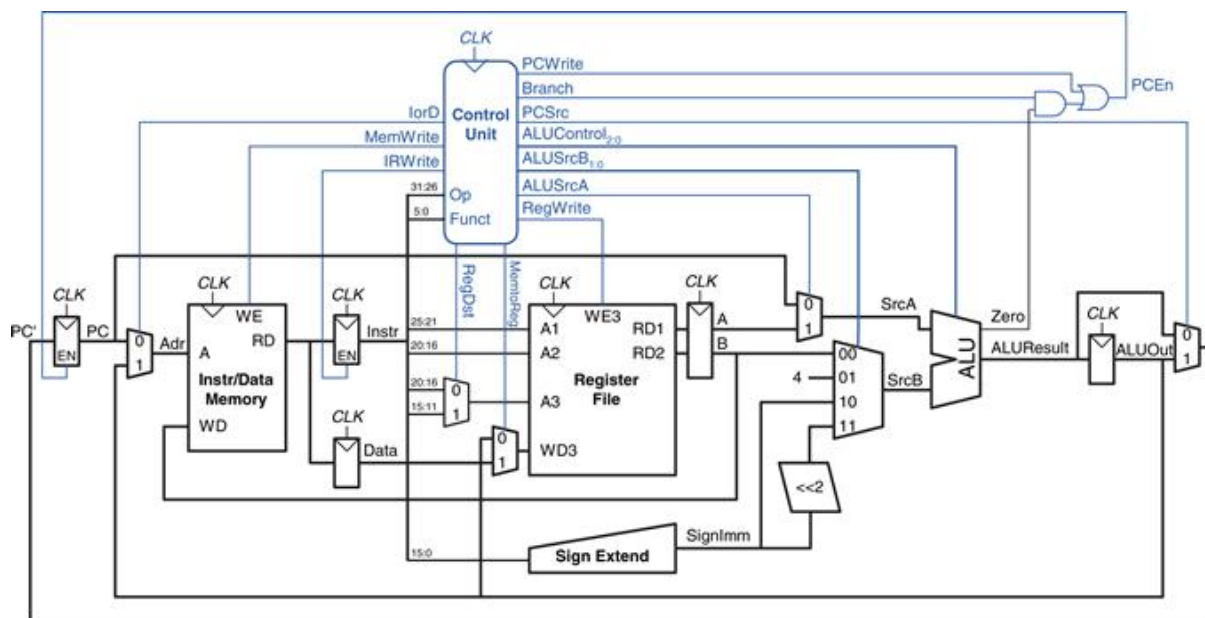 CLK
PCWrite
Branch
PCEn
IorD
Control
Unit
PCSrc
MemWrite
ALUControl2:0
IRWrite
ALUSrcB1:0
31:26
Op
ALUSrcA
5:0
Funct
RegWrite
RegDst
MemtoReg
CLK
CLK
CLK
CLK
CLK
PC'
PC
EN
0
1
Adr
WE
A
RD
Instr/Data
Memory
WD
EN
Instr
CLK
Data
25:21
20:16
20:16
15:11
0
1
0
1
A1
A2
A3
WD3
WE3
RD1
RD2
Register
File
A
B
0
1
SrcA
00
4
01
10
11
SrcB
ALU
Zero
ALUResult
CLK
ALUOut
0
1
<<2
15:0
Sign Extend
SignImm